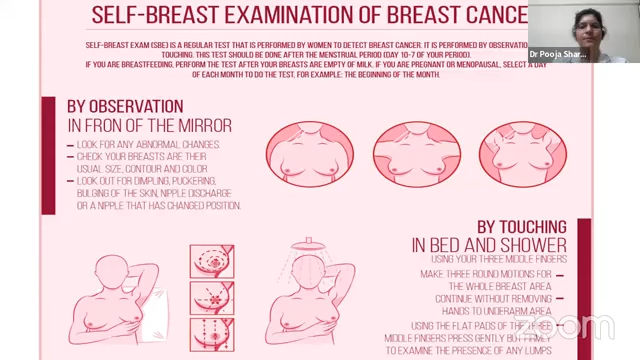 SELF-BREAST EXAMINATION OF BREAST CANCE
Dr Pooja Shar...
SELF-BREAST EXAM (SBE) IS A REGULAR TEST THAT IS PERFORMED BY WOMEN TO DETECT BREAST CANCER. IT IS PERFORMED BY OBSERVATIO
TOUCHING. THIS TEST SHOULD BE DONE AFTER THE MENSTRUAL PERIOD (DAY 10-7 OF YOUR PERIOD).
IF YOU ARE BREASTFEEDING, PERFORM THE TEST AFTER YOUR BREASTS ARE EMPTY OF MILK. IF YOU ARE PREGNANT OR MENOPAUSAL, SELECT A DAY
OF EACH MONTH TO DO THE TEST, FOR EXAMPLE: THE BEGINNING OF THE MONTH.
BY OBSERVATION
IN FRON OF THE MIRROR
LOOK FOR ANY ABNORMAL CHANGES.
CHECK YOUR BREASTS ARE THEIR
USUAL SIZE, CONTOUR AND COLOR
LOOK OUT FOR DIMPLING, PUCKERING,
BULGING OF THE SKIN, NIPPLE DISCHARGE
OR A NIPPLE THAT HAS CHANGED POSITION.
BY TOUCHING
IN BED AND SHOWER
USING YOUR THREE MIDDLE FINGERS
MAKE THREE ROUND MOTIONS FOR
THE WHOLE BREAST AREA
CONTINUE WITHOUT REMOVING
HANDS TO UNDERARM AREA
USING THE FLAT PADS OF THE THREE
MIDDLE FINGERS PRESS GENTLY BUT FIRMLY
TO EXAMINE THE PRESENCE OF ANY LUMPS
zoom